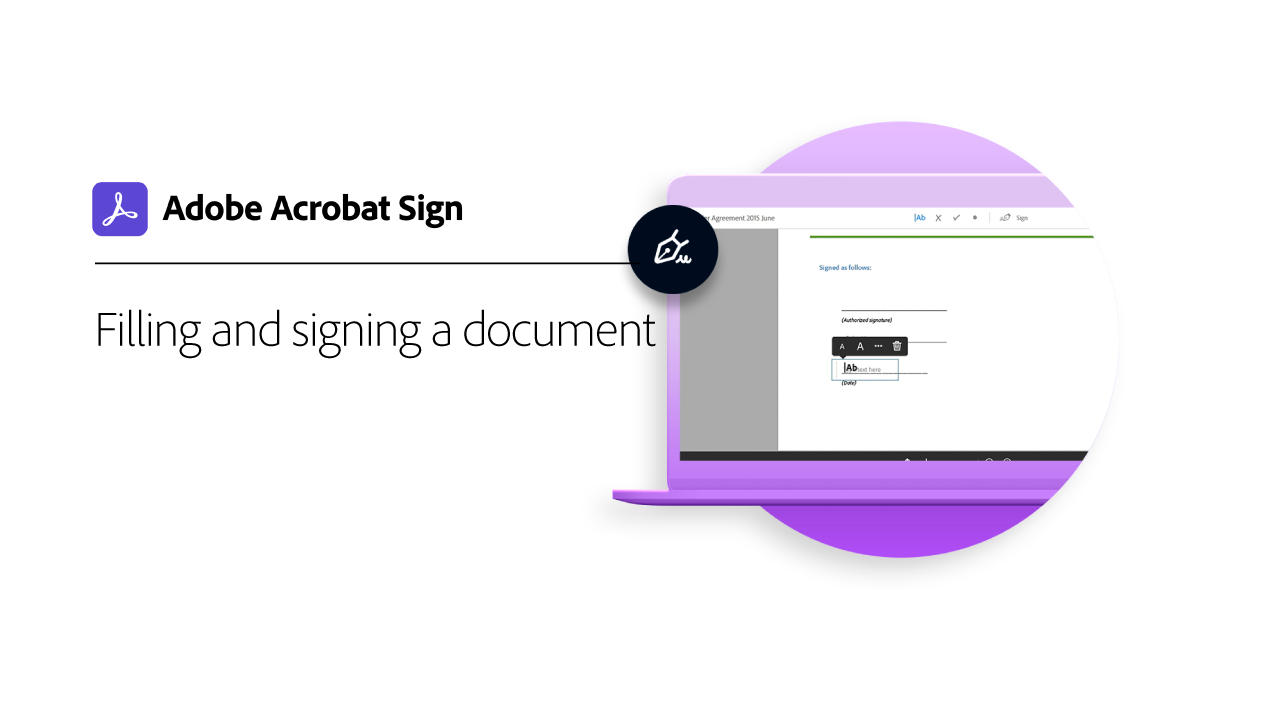 Adobe Acrobat Sign
Filling and signing a document
er Agreement 2015 June
|Ab
Sign
Signed as follows:
(Authorized signature)
A A
|Ab text here
(Date)